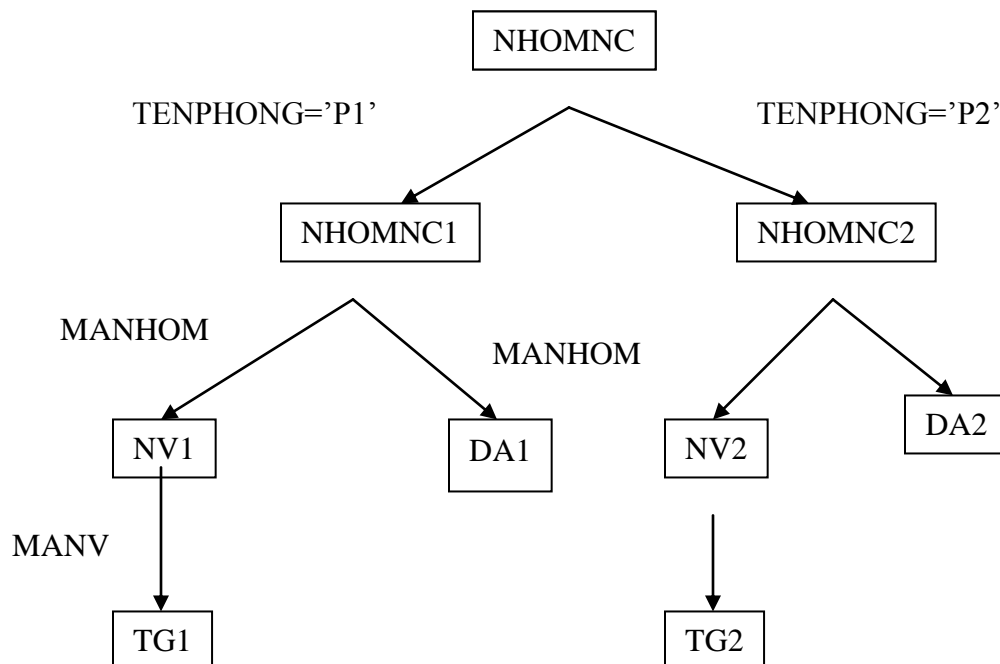 NHOMNC
TENPHONG=’P1’
TENPHONG=’P2’
NHOMNC1
NHOMNC2
MANHOM
MANHOM
NV1
DA1
NV2
DA2
MANV
TG1
TG2